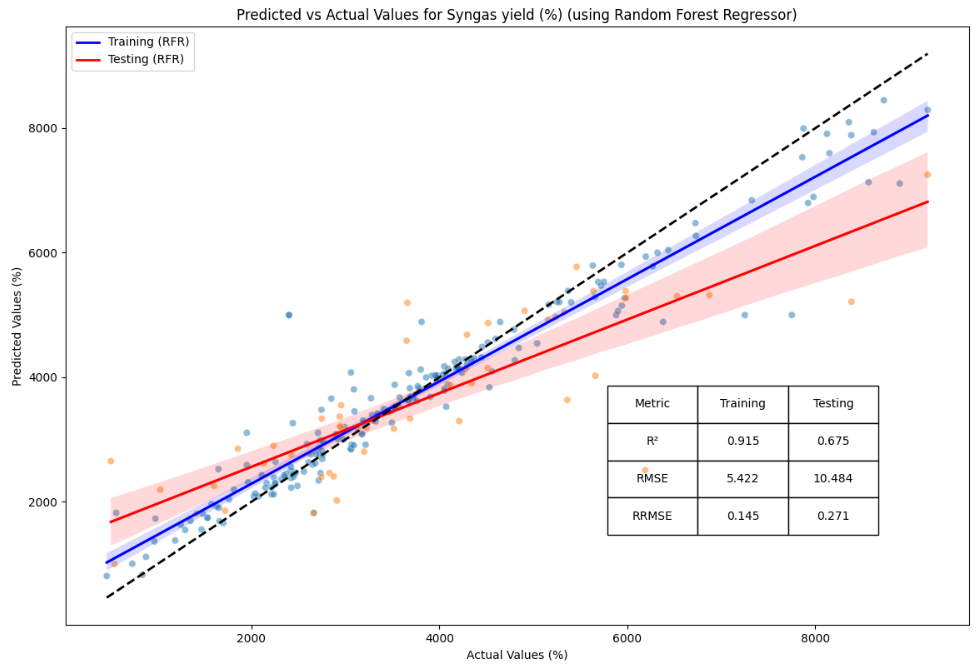 Predicted vs Actual Values for Syngas yield (%) (using Random Forest Regressor)
Training (RFR)
Testing (RFR)
8000
6000
4000
2000
Predicted Values (%)
Metric Training Testing
R² 0.915 0.675
RMSE 5.422 10.484
RRMSE 0.145 0.271
2000 4000 6000 8000
Actual Values (%)